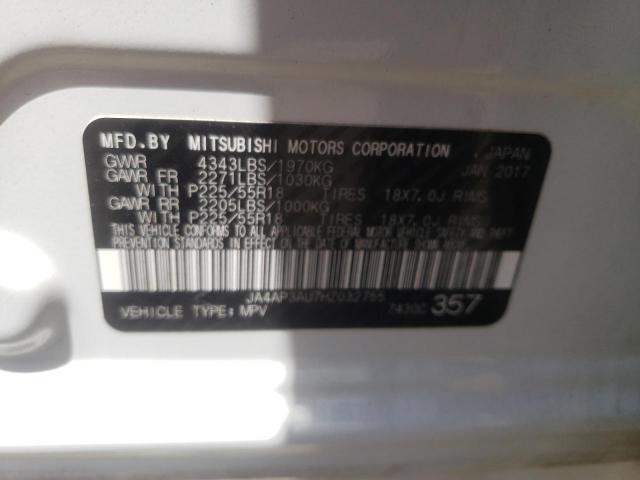 MFD.BY MITSUBISHI MOTORS CORPORATION , JAPAN
GVWR 4343LBS/1970KG JAN 2017
GAWR FR 2271LBS/1030KG
WITH P225/55R18 TIRES 18X7.0J RIMS
GAWR RR 2205LBS/1000KG
WITH P225/55R18 TIRES 18X7.0J RIMS
THIS VEHICLE CONFORMS TO ALL APPLICABLE FEDERAL MOTOR VEHICLE SAFETY AND THEFT
PREVENTION STANDARDS IN EFFECT ON THE DATE OF MANUFACTURE SHOWN ABOVE.
JA4AP3AU7HZ032755
VEHICLE TYPE: MPV 7430C 357